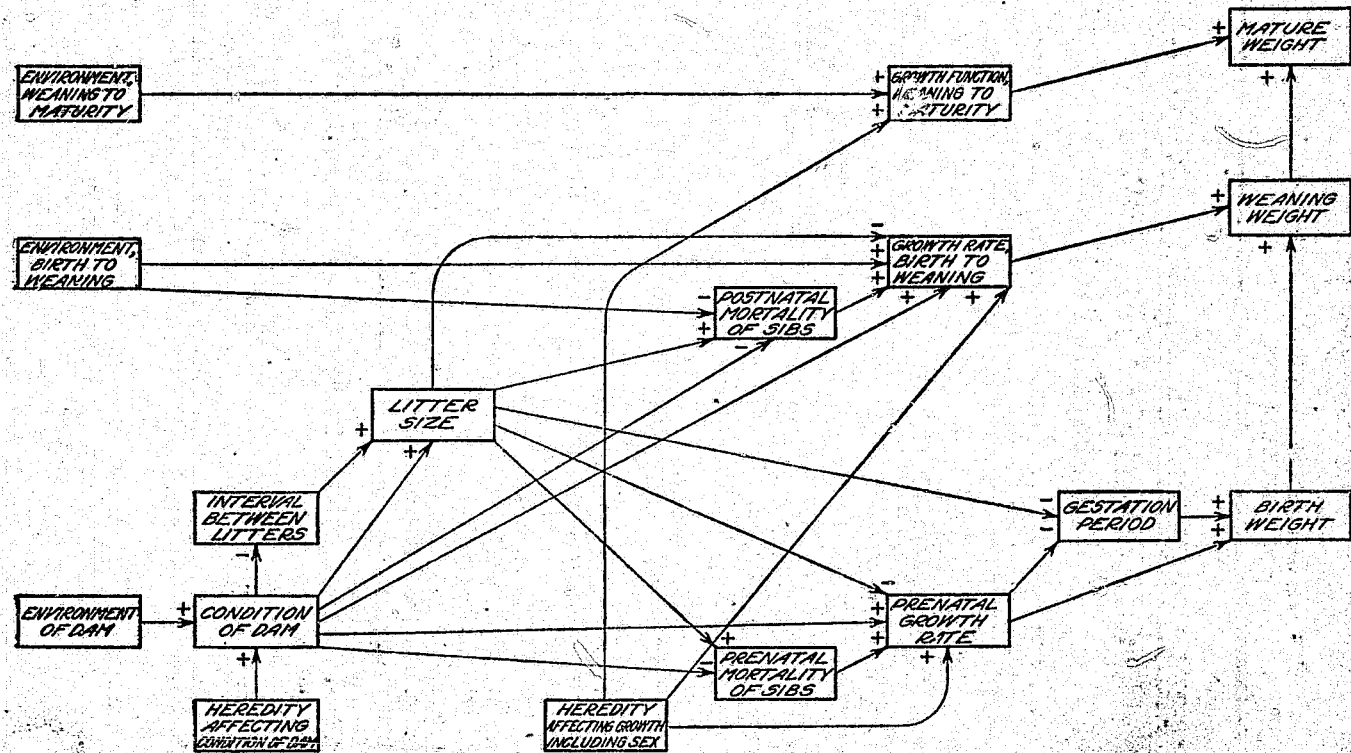 MATURE
WEIGHT
+
+
ENVIRONMENT,
WEANING TO
MATURITY
GROWTH FUNCTION,
WEANING TO
MATURITY
+
+
WEANING
WEIGHT
+
+
ENVIRONMENT,
BIRTH TO
WEANING
GROWTH RATE,
BIRTH TO
WEANING
-
+
+
+ +
POSTNATAL
MORTALITY
OF SIBS
-
+
-
LITTER
SIZE
+
+
INTERVAL
BETWEEN
LITTERS
-
GESTATION
PERIOD
-
-
BIRTH
WEIGHT
+
+
ENVIRONMENT
OF DAM
CONDITION
OF DAM
+
+
PRENATAL
GROWTH
RATE
-
+
+
+
PRENATAL
MORTALITY
OF SIBS
+
-
HEREDITY
AFFECTING
CONDITION OF DAM
HEREDITY
AFFECTING GROWTH
INCLUDING SEX